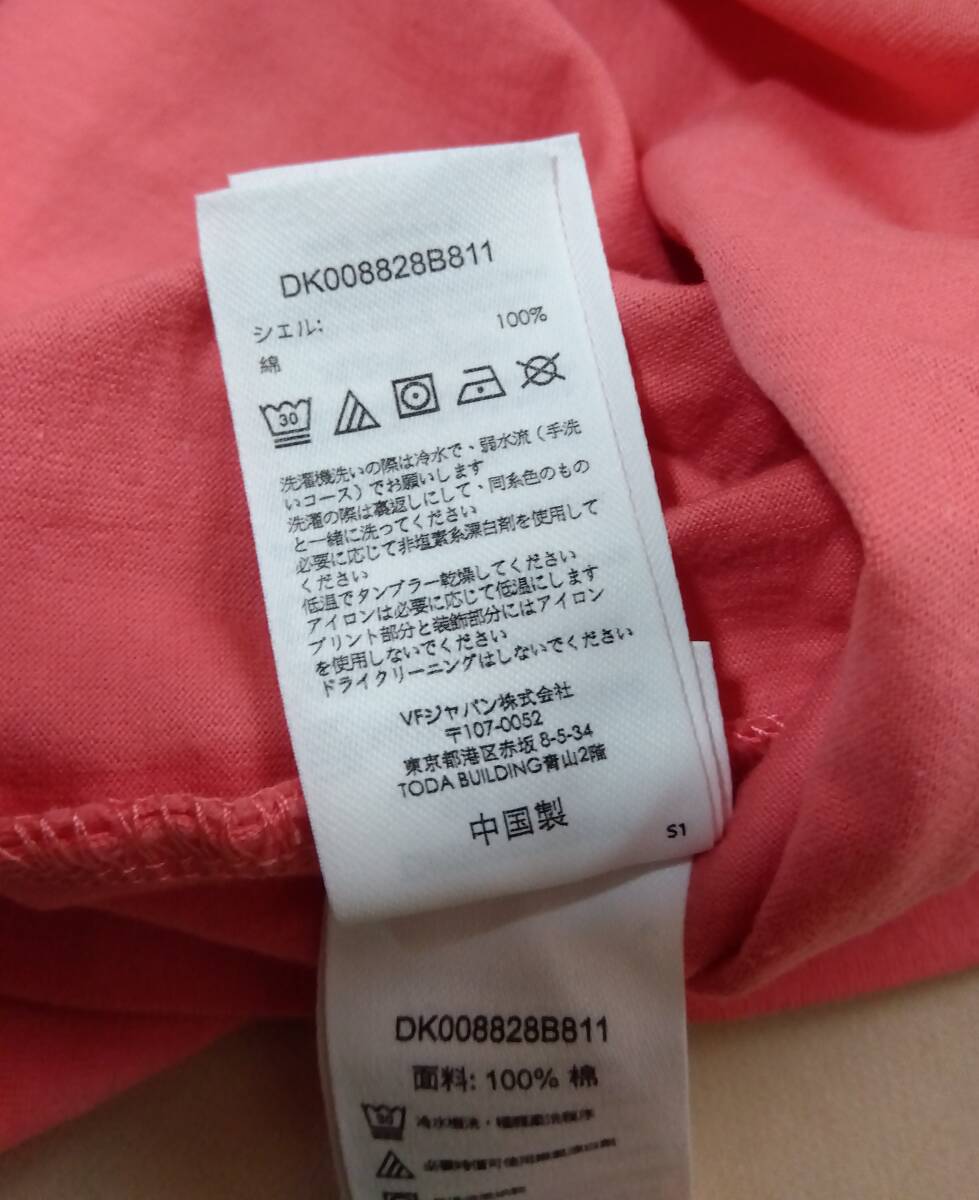 DK008828B811
シエル: 100%
綿
30
洗濯機洗いの際は冷水で、弱水流(手洗
いコース)でお願いします
洗濯の際は裏返しにして、同系色のもの
と一緒に洗ってください
必要に応じて非塩素系漂白剤を使用して
ください
低温でタンブラー乾燥してください
アイロンは必要に応じて低温にします
プリント部分と装飾部分にはアイロン
を使用しないでください
ドライクリーニングはしないでください
VFジャパン株式会社
〒107-0052
東京都港区赤坂 8-5-34
TODA BUILDING青山2階
中国製
S1
DK008828B811
面料: 100% 棉
30